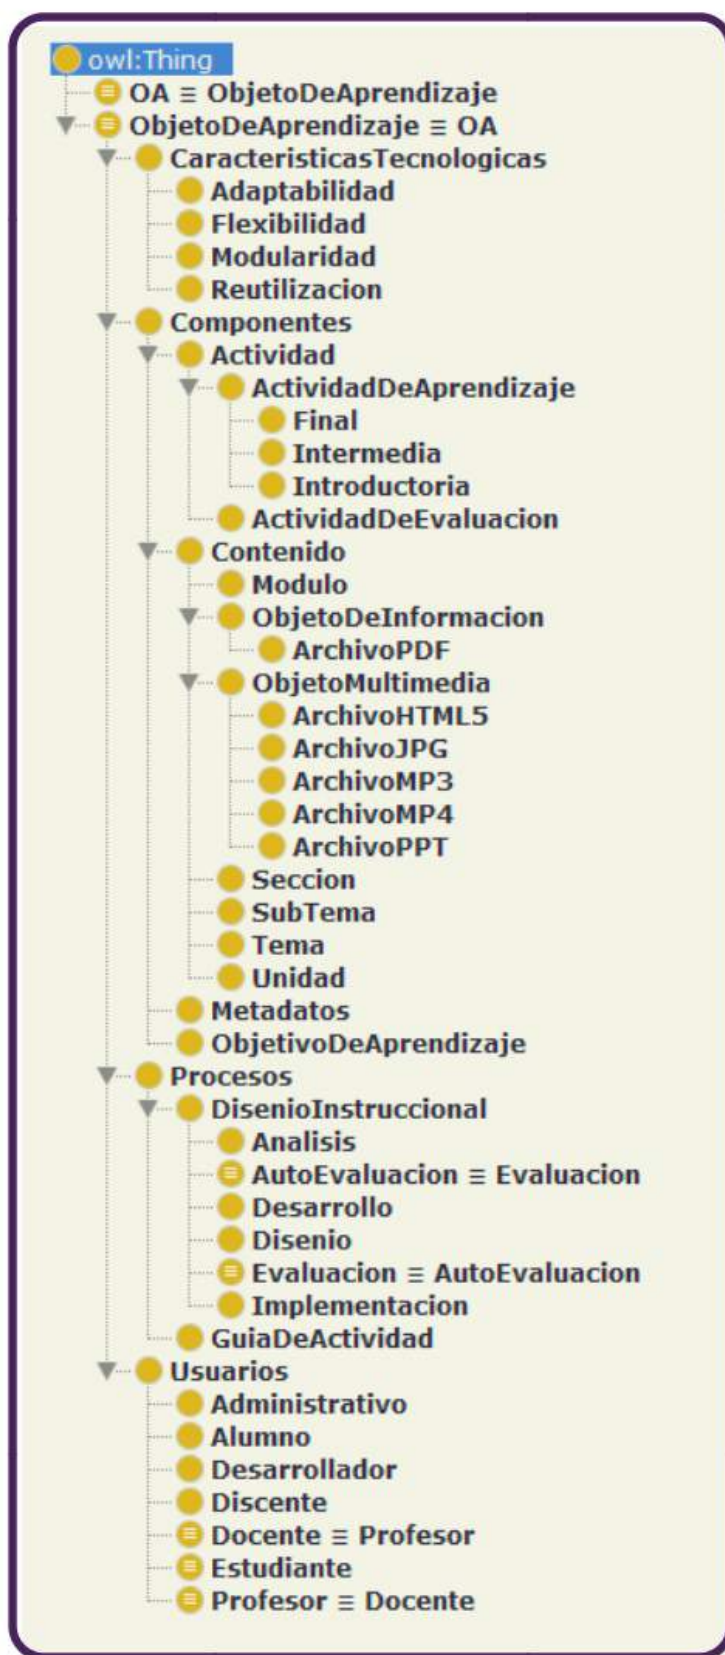 owl:Thing
OA ≡ ObjetoDeAprendizaje
ObjetoDeAprendizaje ≡ OA
CaracteristicasTecnologicas
Adaptabilidad
Flexibilidad
Modularidad
Reutilizacion
Componentes
Actividad
ActividadDeAprendizaje
Final
Intermedia
Introductoria
ActividadDeEvaluacion
Contenido
Modulo
ObjetoDeInformacion
ArchivoPDF
ObjetoMultimedia
ArchivoHTML5
ArchivoJPG
ArchivoMP3
ArchivoMP4
ArchivoPPT
Seccion
SubTema
Tema
Unidad
Metadatos
ObjetivoDeAprendizaje
Procesos
DisenioInstruccional
Analisis
AutoEvaluacion ≡ Evaluacion
Desarrollo
Disenio
Evaluacion ≡ AutoEvaluacion
Implementacion
GuiaDeActividad
Usuarios
Administrativo
Alumno
Desarrollador
Discente
Docente ≡ Profesor
Estudiante
Profesor ≡ Docente